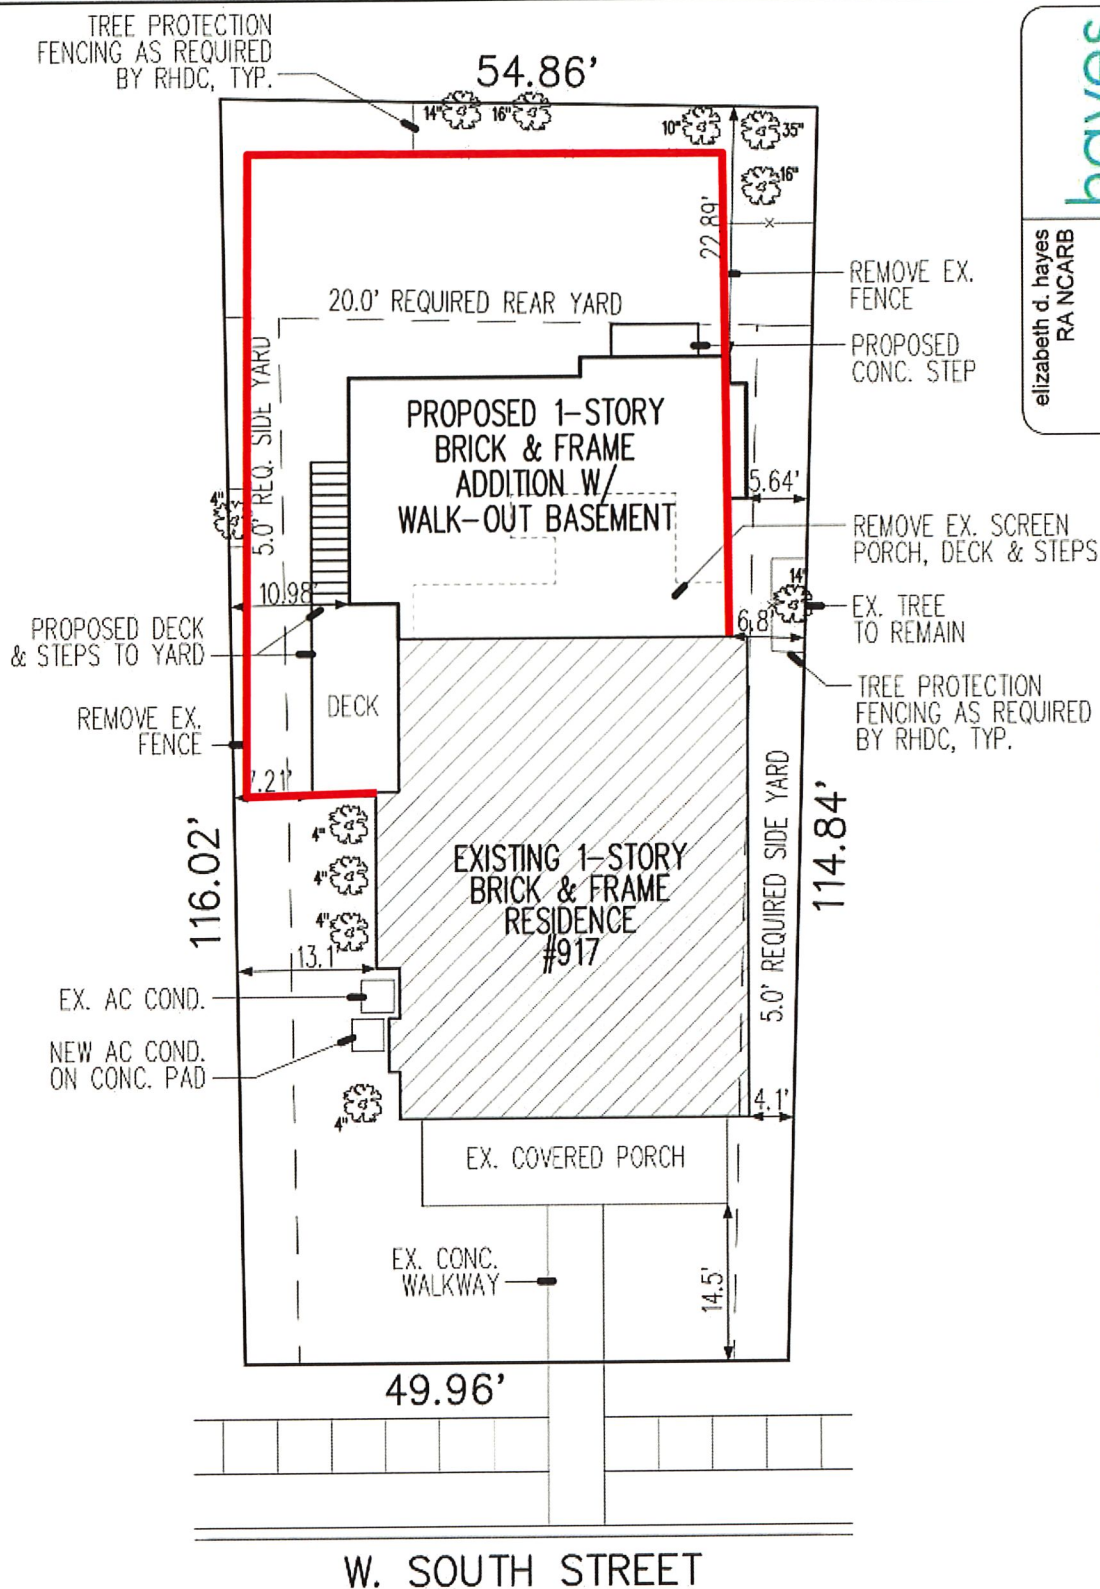 TREE PROTECTION
FENCING AS REQUIRED
BY RHDC, TYP.
54.86'
14"
16"
10"
35"
16"
hayes
elizabeth d. hayes
RA NCARB
22.89'
REMOVE EX.
FENCE
20.0' REQUIRED REAR YARD
PROPOSED
CONC. STEP
5.0' REQ. SIDE YARD
PROPOSED 1-STORY
BRICK & FRAME
ADDITION W/
WALK-OUT BASEMENT
5.64'
4"
REMOVE EX. SCREEN
PORCH, DECK & STEPS
10.98'
14"
EX. TREE
TO REMAIN
6.8'
PROPOSED DECK
& STEPS TO YARD
DECK
TREE PROTECTION
FENCING AS REQUIRED
BY RHDC, TYP.
REMOVE EX.
FENCE
7.21'
116.02'
4"
4"
4"
EXISTING 1-STORY
BRICK & FRAME
RESIDENCE
#917
5.0' REQUIRED SIDE YARD
114.84'
13.1'
EX. AC COND.
NEW AC COND.
ON CONC. PAD
4"
4.1'
EX. COVERED PORCH
EX. CONC.
WALKWAY
14.5'
49.96'
W. SOUTH STREET